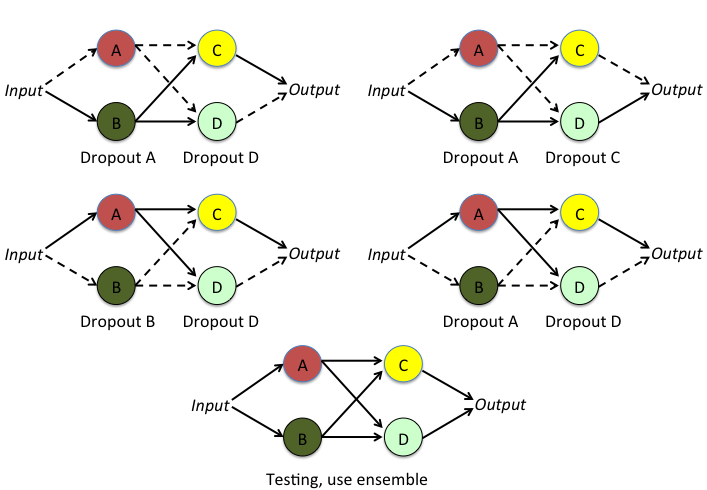 A C A C
Input Output Input Output
B D B D
Dropout A Dropout D Dropout A Dropout C
A C A C
Input Output Input Output
B D B D
Dropout B Dropout D Dropout A Dropout D
A C
Input Output
B D
Testing, use ensemble